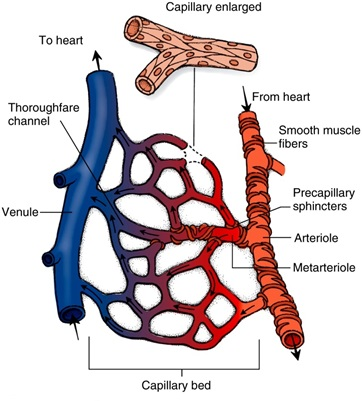 Capillary enlarged
To heart
From heart
Thoroughfare
channel
Smooth muscle
fibers
Precapillary
sphincters
Venule
Arteriole
Metarteriole
Capillary bed